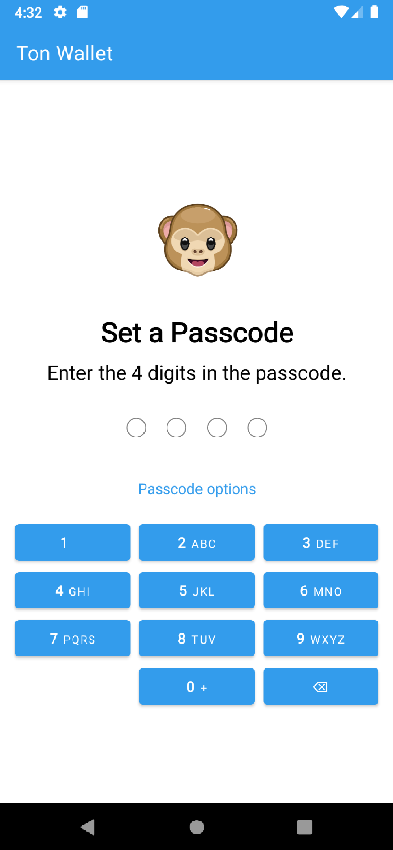 4:32
Ton Wallet
Set a Passcode
Enter the 4 digits in the passcode.
Passcode options
1 2 ABC 3 DEF
4 GHI 5 JKL 6 MNO
7 PQRS 8 TUV 9 WXYZ
0 +